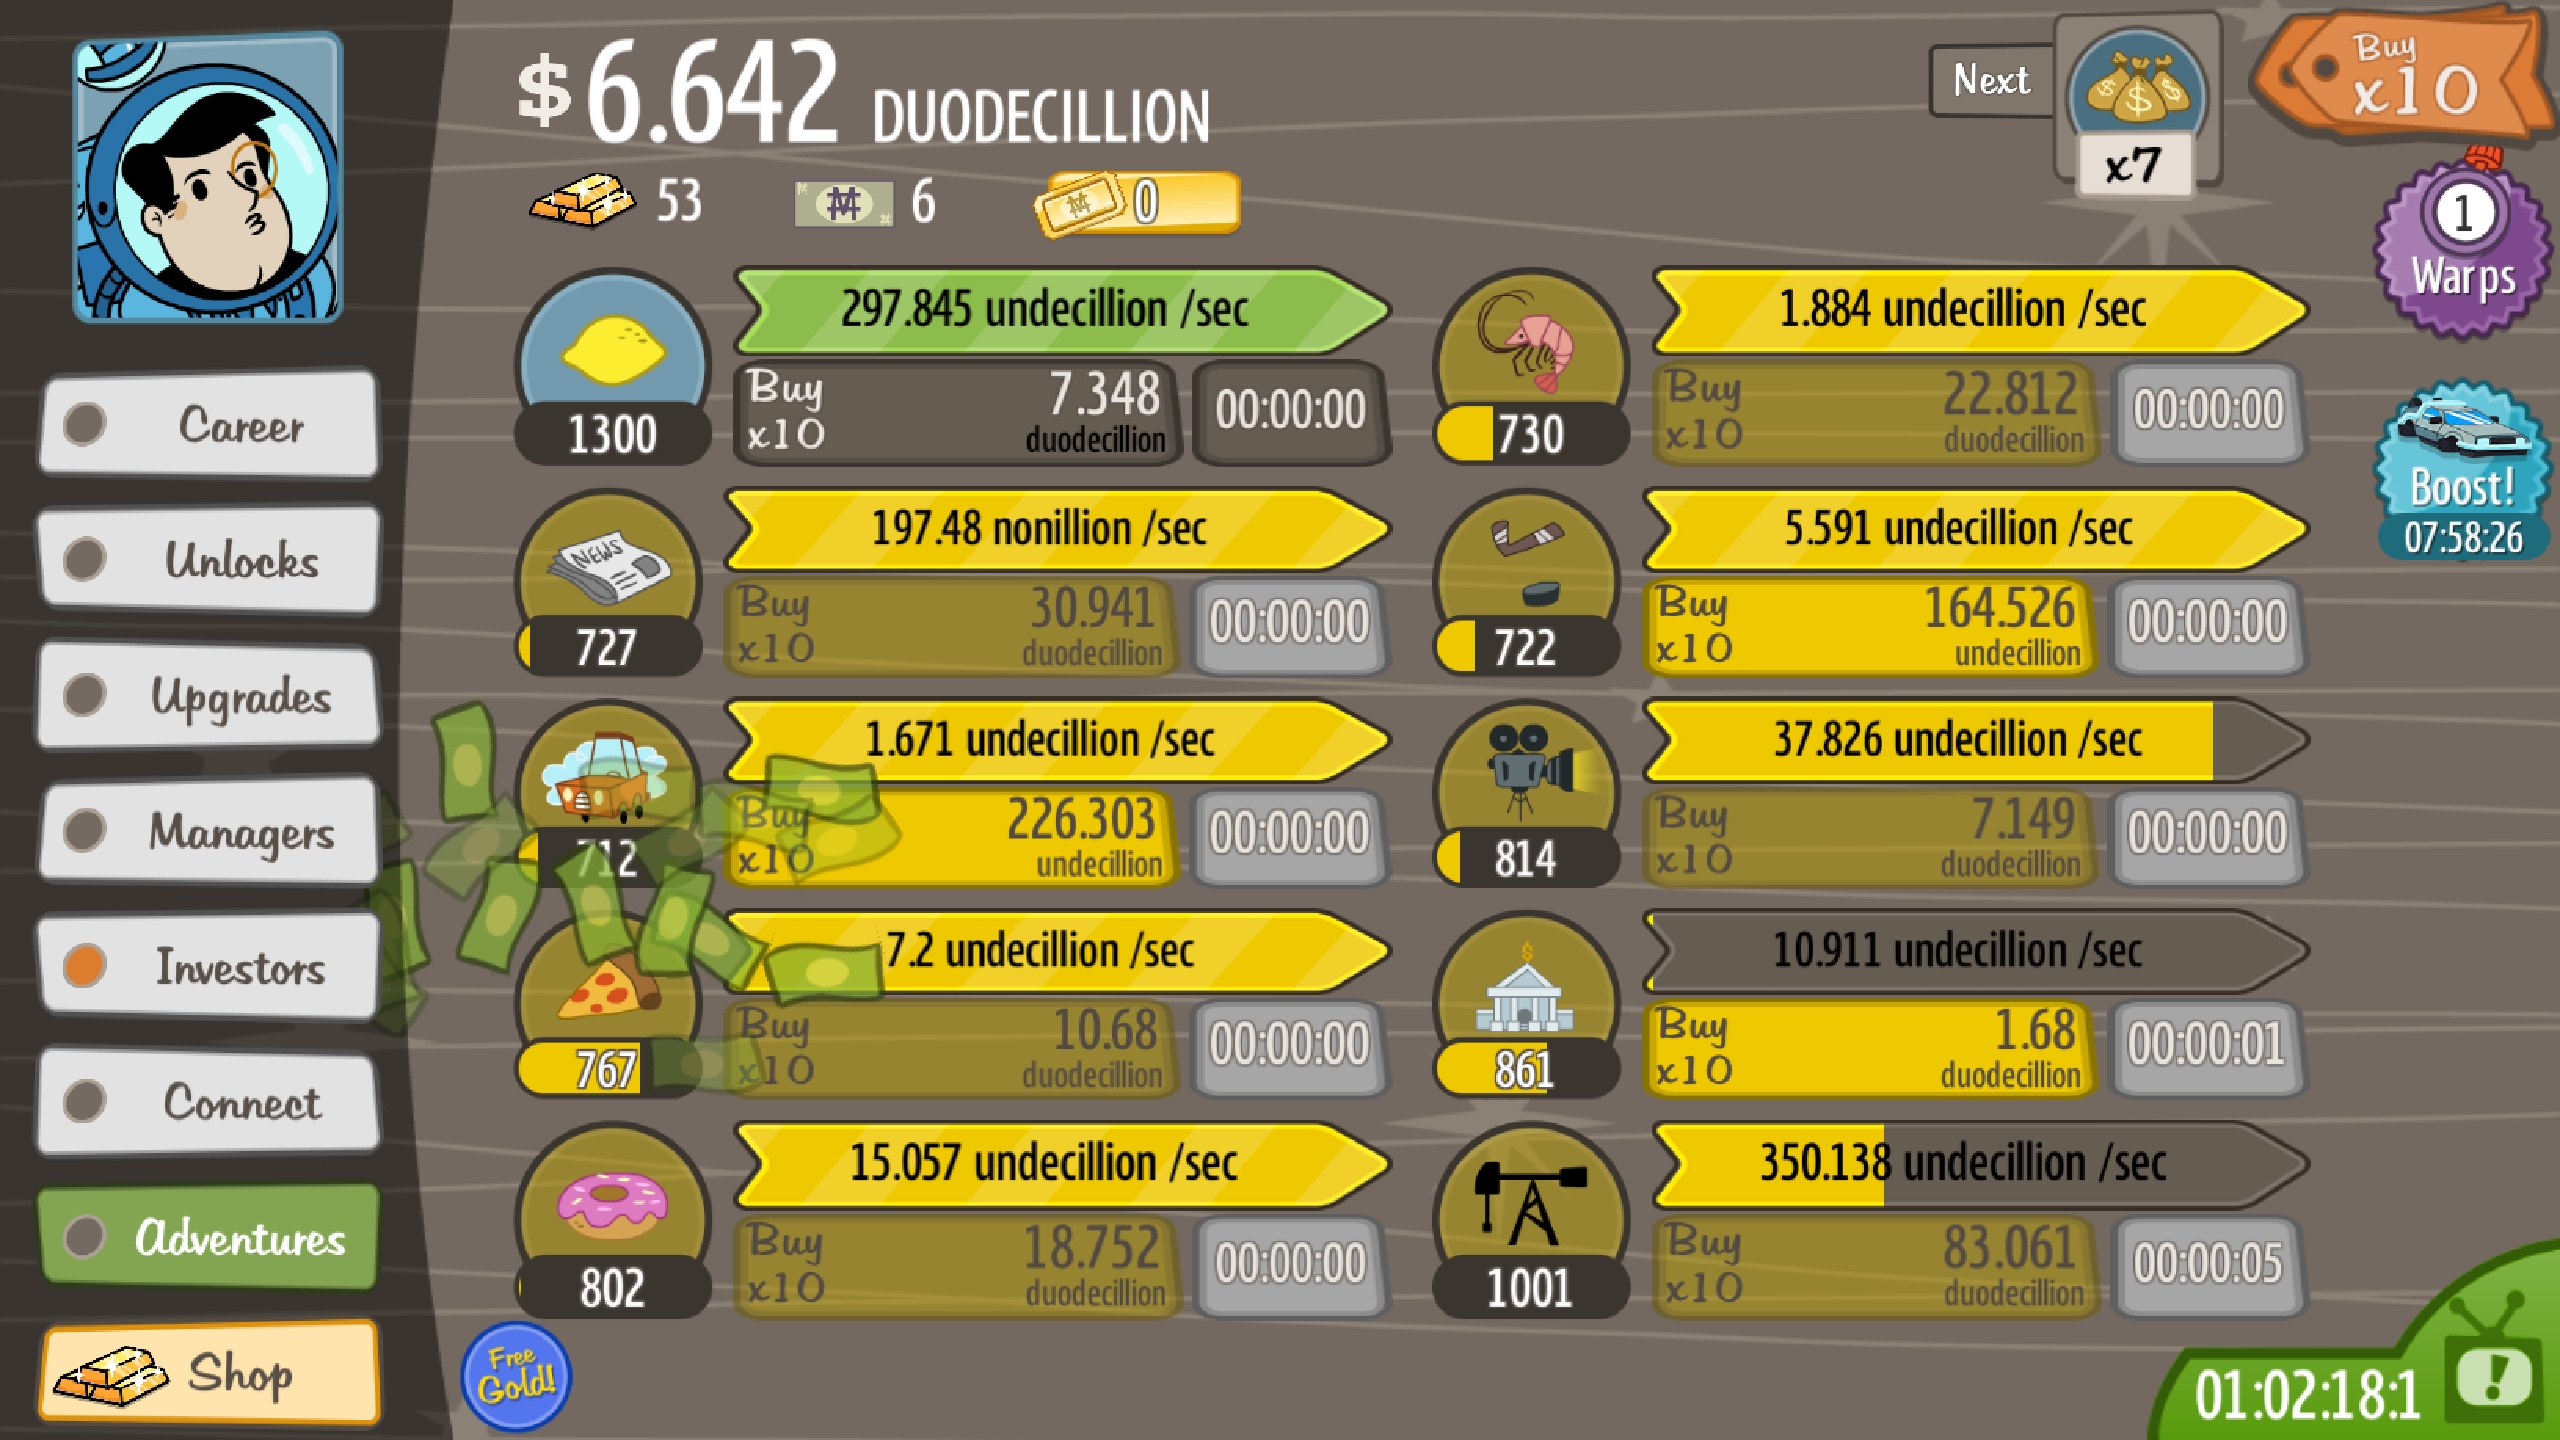 $6.642 DUODECILLION
Next
x7
Buy
x10
53
6
0
1
Warps
Boost!
07:58:26
Career
Unlocks
Upgrades
Managers
Investors
Connect
Adventures
Shop
297.845 undecillion /sec
1300
Buy
x10
7.348
duodecillion
00:00:00
1.884 undecillion /sec
730
Buy
x10
22.812
duodecillion
00:00:00
NEWS
197.48 nonillion /sec
727
Buy
x10
30.941
duodecillion
00:00:00
5.591 undecillion /sec
722
Buy
x10
164.526
undecillion
00:00:00
1.671 undecillion /sec
712
Buy
x10
226.303
undecillion
00:00:00
37.826 undecillion /sec
814
Buy
x10
7.149
duodecillion
00:00:00
7.2 undecillion /sec
767
Buy
x10
10.68
duodecillion
00:00:00
10.911 undecillion /sec
861
Buy
x10
1.68
duodecillion
00:00:01
15.057 undecillion /sec
802
Buy
x10
18.752
duodecillion
00:00:00
350.138 undecillion /sec
1001
Buy
x10
83.061
duodecillion
00:00:05
Free
Gold!
01:02:18:1